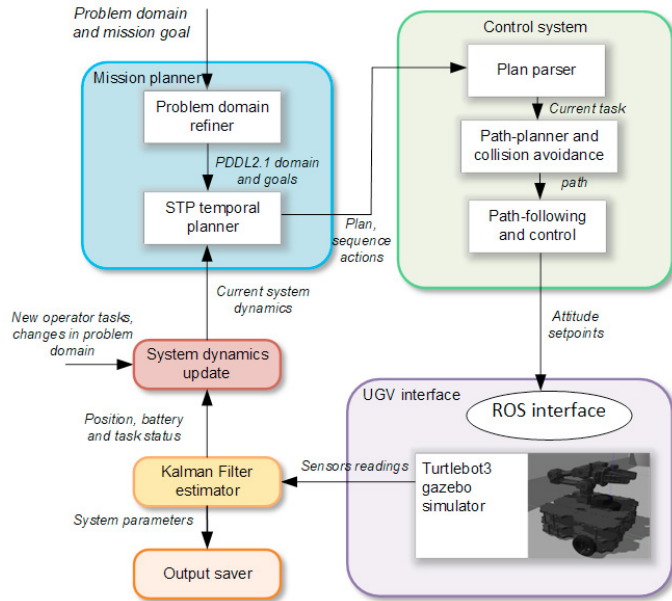 Problem domain
and mission goal
Mission planner
Problem domain
refiner
PDDL2.1 domain
and goals
STP temporal
planner
Plan,
sequence
actions
Control system
Plan parser
Current task
Path-planner and
collision avoidance
path
Path-following
and control
Attitude
setpoints
Current system
dynamics
New operator tasks,
changes in problem
domain
System dynamics
update
Position, battery
and task status
Kalman Filter
estimator
System parameters
Output saver
Sensors readings
UGV interface
ROS interface
Turtlebot3
gazebo
simulator